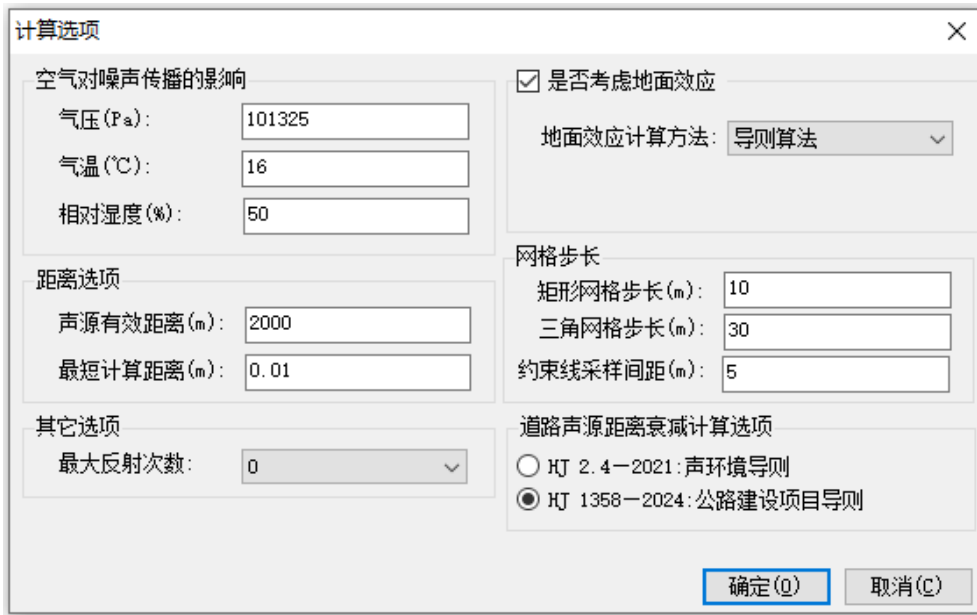 计算选项
空气对噪声传播的影响
气压(Pa): 101325
气温(℃): 16
相对湿度(%): 50
距离选项
声源有效距离(m): 2000
最短计算距离(m): 0.01
其它选项
最大反射次数: 0
是否考虑地面效应
地面效应计算方法: 导则算法
网格步长
矩形网格步长(m): 10
三角网格步长(m): 30
约束线采样间距(m): 5
道路声源距离衰减计算选项
HJ 2.4－2021:声环境导则
HJ 1358－2024:公路建设项目导则
确定(O) 取消(C)